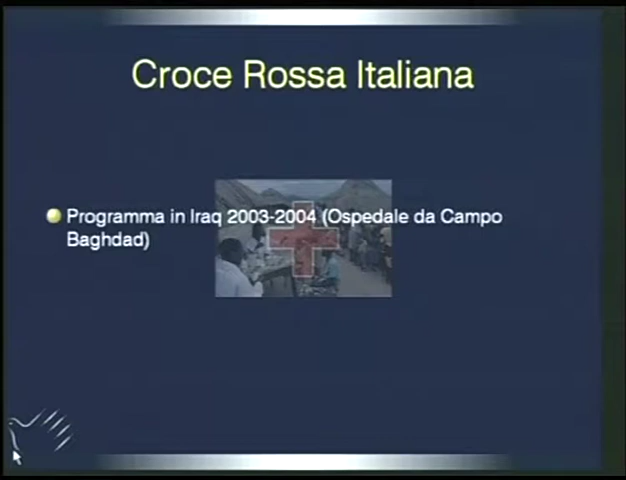 Croce Rossa Italiana
Programma in Iraq 2003-2004 (Ospedale da Campo
Baghdad)